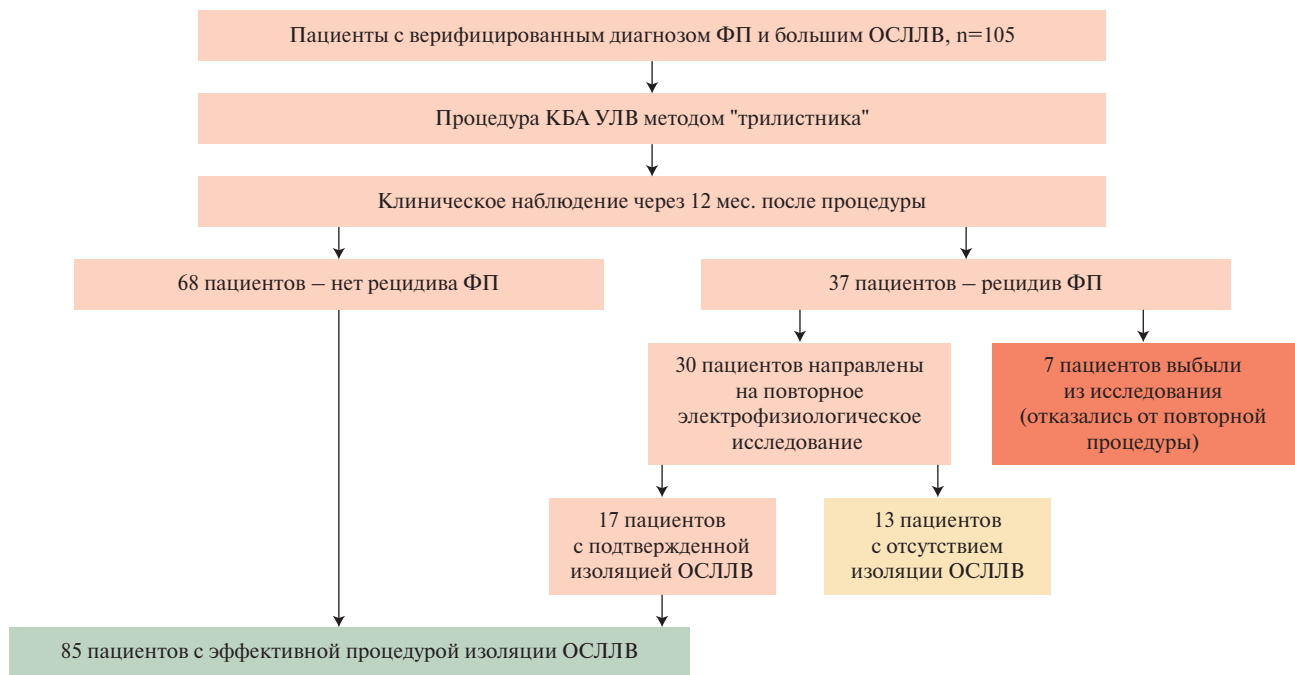 Пациенты с верифицированным диагнозом ФП и большим ОСЛЛВ, n=105
Процедура КБА УЛВ методом "трилистника"
Клиническое наблюдение через 12 мес. после процедуры
68 пациентов – нет рецидива ФП
37 пациентов – рецидив ФП
30 пациентов направлены
на повторное
электрофизиологическое
исследование
7 пациентов выбыли
из исследования
(отказались от повторной
процедуры)
17 пациентов
с подтвержденной
изоляцией ОСЛЛВ
13 пациентов
с отсутствием
изоляции ОСЛЛВ
85 пациентов с эффективной процедурой изоляции ОСЛЛВ